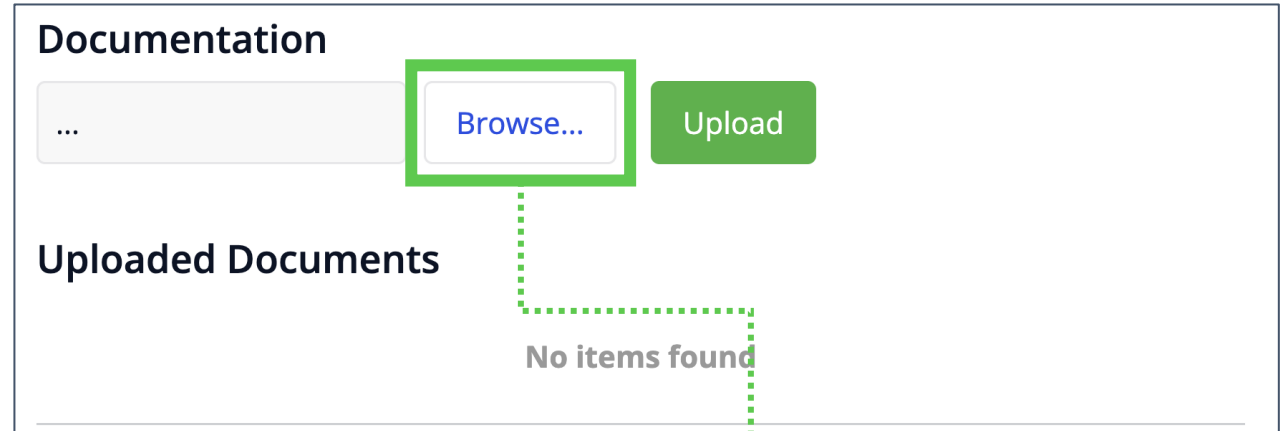 Documentation
... Browse... Upload
Uploaded Documents
No items found